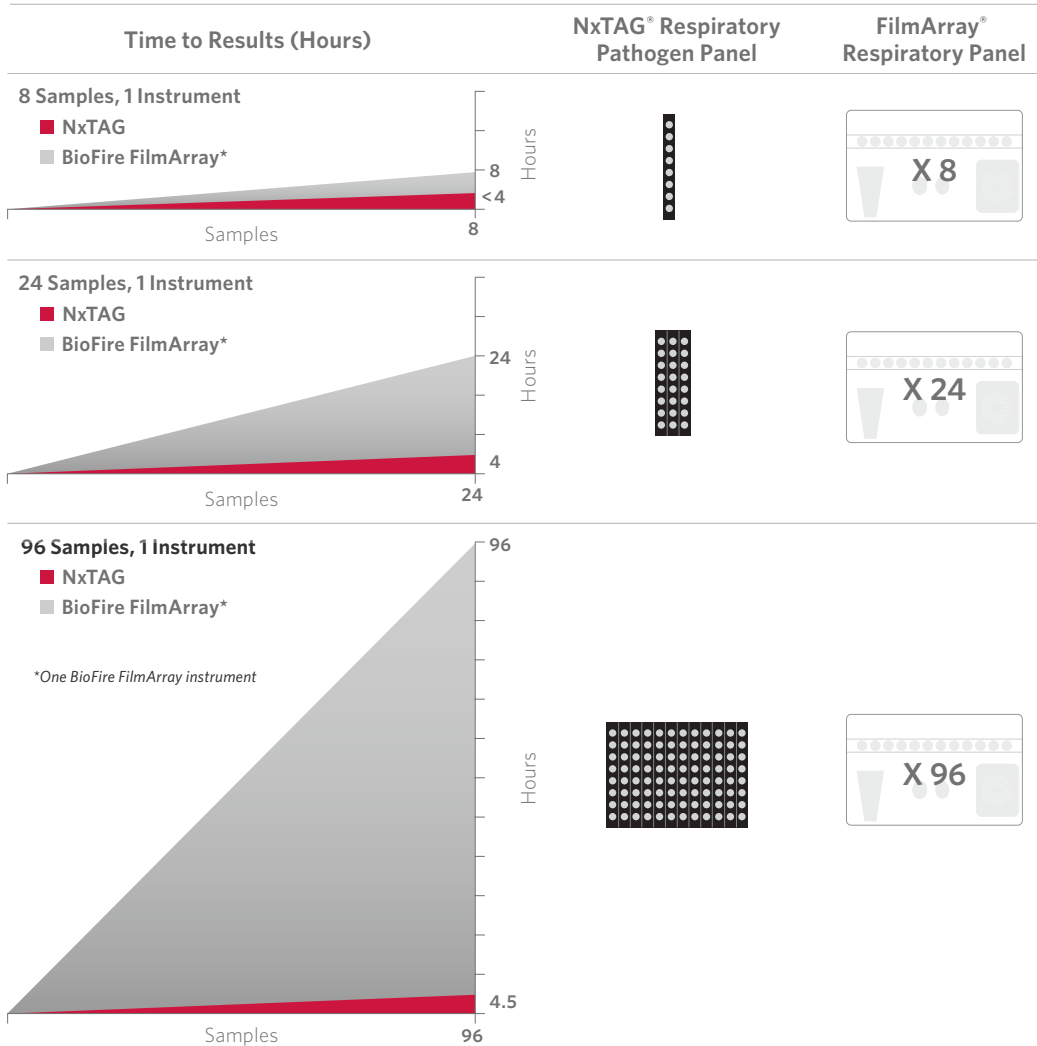 Time to Results (Hours)
NxTAG® Respiratory
Pathogen Panel
FilmArray®
Respiratory Panel
8 Samples, 1 Instrument
NxTAG
BioFire FilmArray*
8
<4
Hours
Samples
8
X 8
24 Samples, 1 Instrument
NxTAG
BioFire FilmArray*
24
4
Hours
Samples
24
X 24
96 Samples, 1 Instrument
NxTAG
BioFire FilmArray*
*One BioFire FilmArray instrument
96
Hours
4.5
Samples
96
X 96